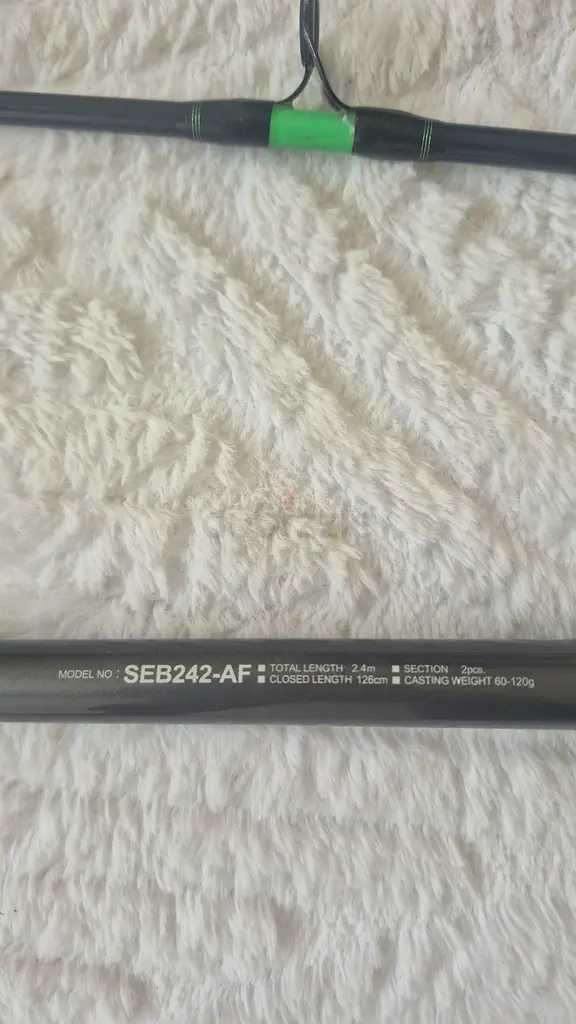 MODEL NO : SEB242-AF ■ TOTAL LENGTH 2.4m ■ SECTION 2pcs.
■ CLOSED LENGTH 126cm ■ CASTING WEIGHT 60-120g